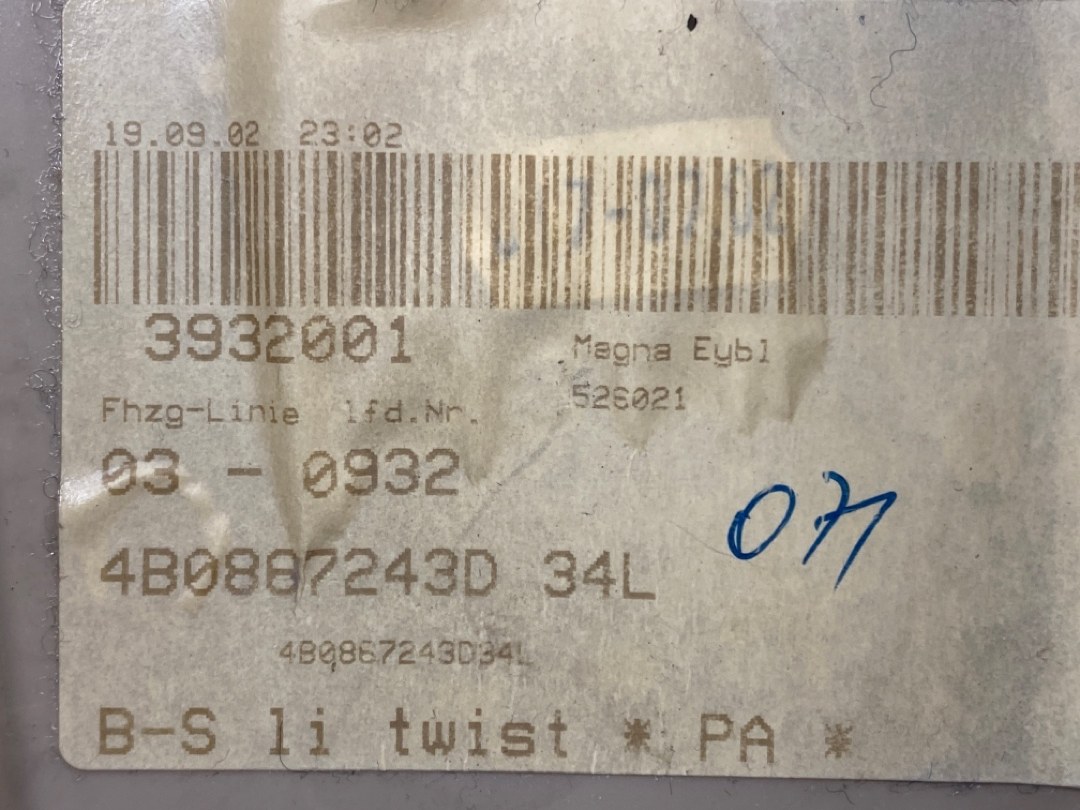 19.09.02 23:02
3932001
Magna Eybl
526021
Fhzg-Linie lfd.Nr.
03 - 0932
4B0867243D 34L
4B0867243D34L
B-S li twist * PA *